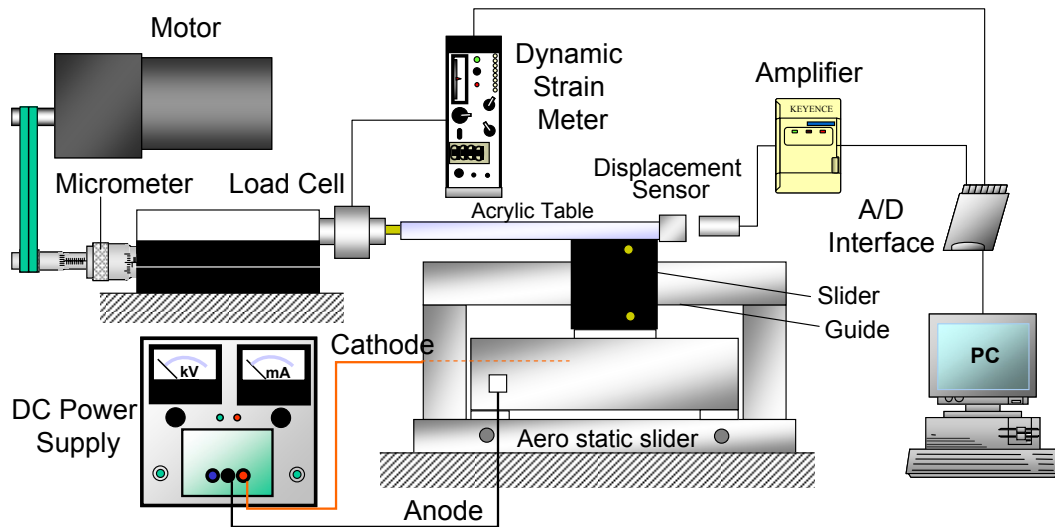 Motor
Dynamic
Strain
Meter
Amplifier
KEYENCE
Micrometer
Load Cell
Displacement
Sensor
Acrylic Table
A/D
Interface
Slider
Guide
Cathode
kV
mA
PC
DC Power
Supply
Aero static slider
Anode